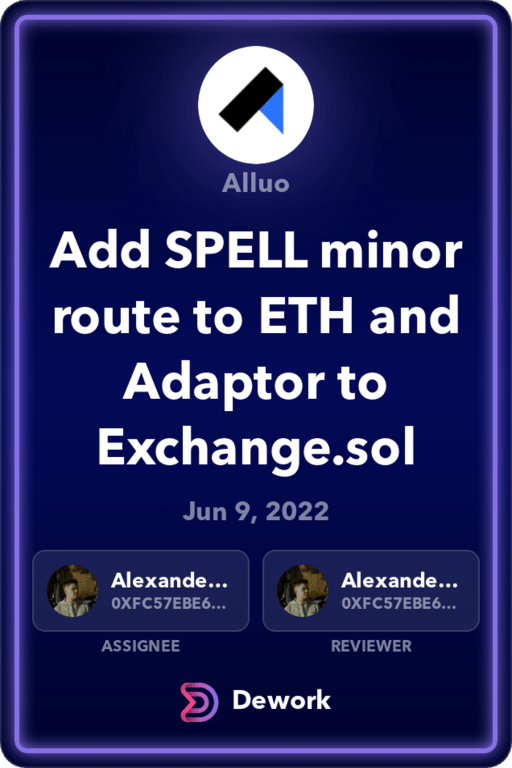 Alluo
Add SPELL minor
route to ETH and
Adaptor to
Exchange.sol
Jun 9, 2022
Alexande...
0XFC57EBE6...
ASSIGNEE
Alexande...
0XFC57EBE6...
REVIEWER
Dework